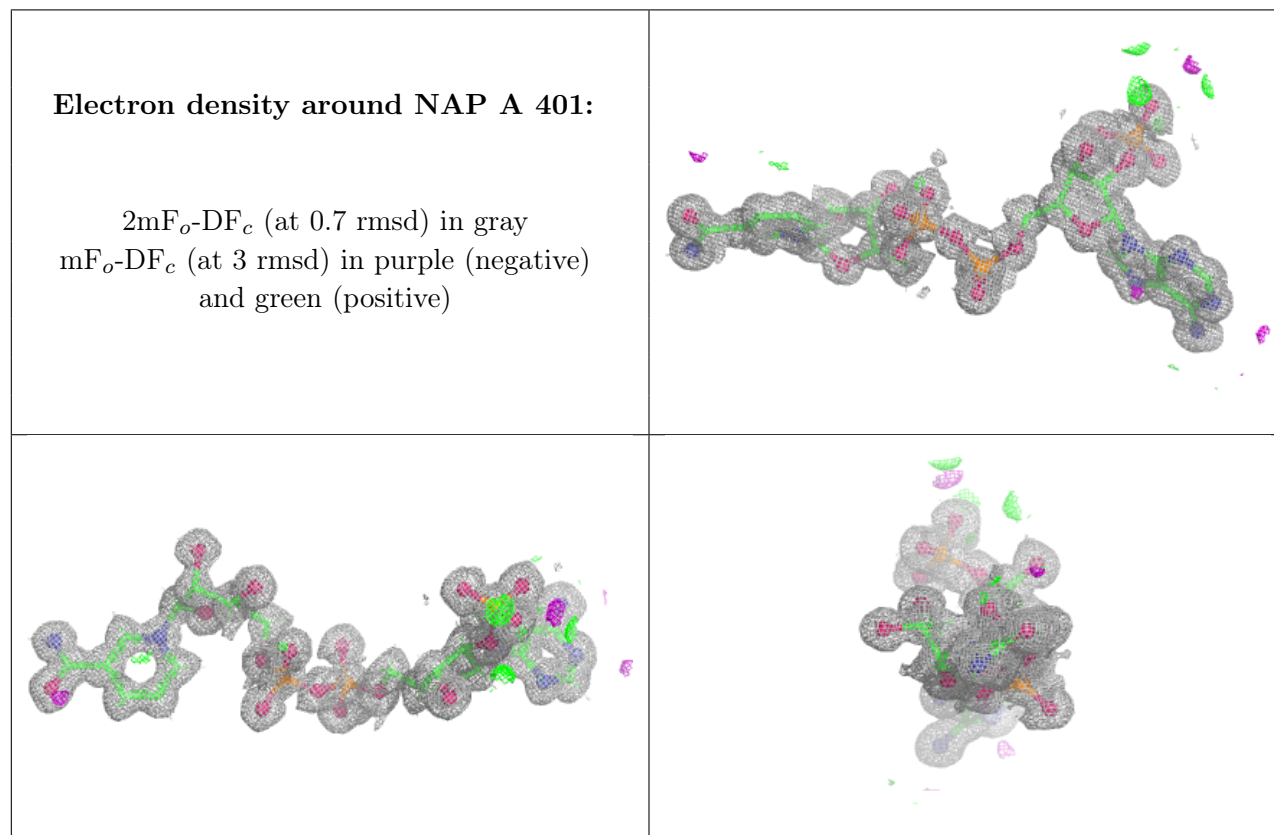 Electron density around NAP A 401:
2mFₒ-DF𝒸 (at 0.7 rmsd) in gray
mFₒ-DF𝒸 (at 3 rmsd) in purple (negative)
and green (positive)